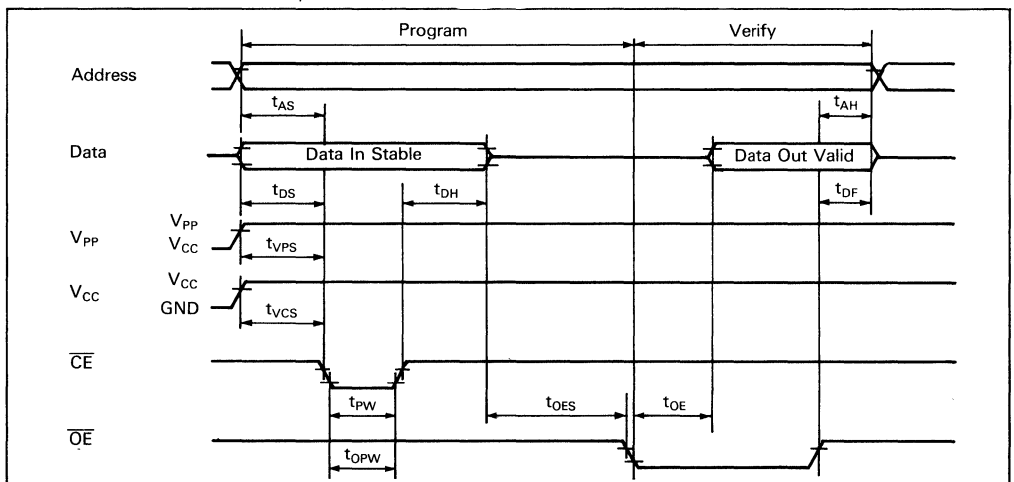 Program Verify
Address
tAS tAH
Data Data In Stable Data Out Valid
tDS tDH tDF
VPP VPP
VCC
tVPS
VCC VCC
GND
tVCS
CE
tPW tOES tOE
OE
tOPW